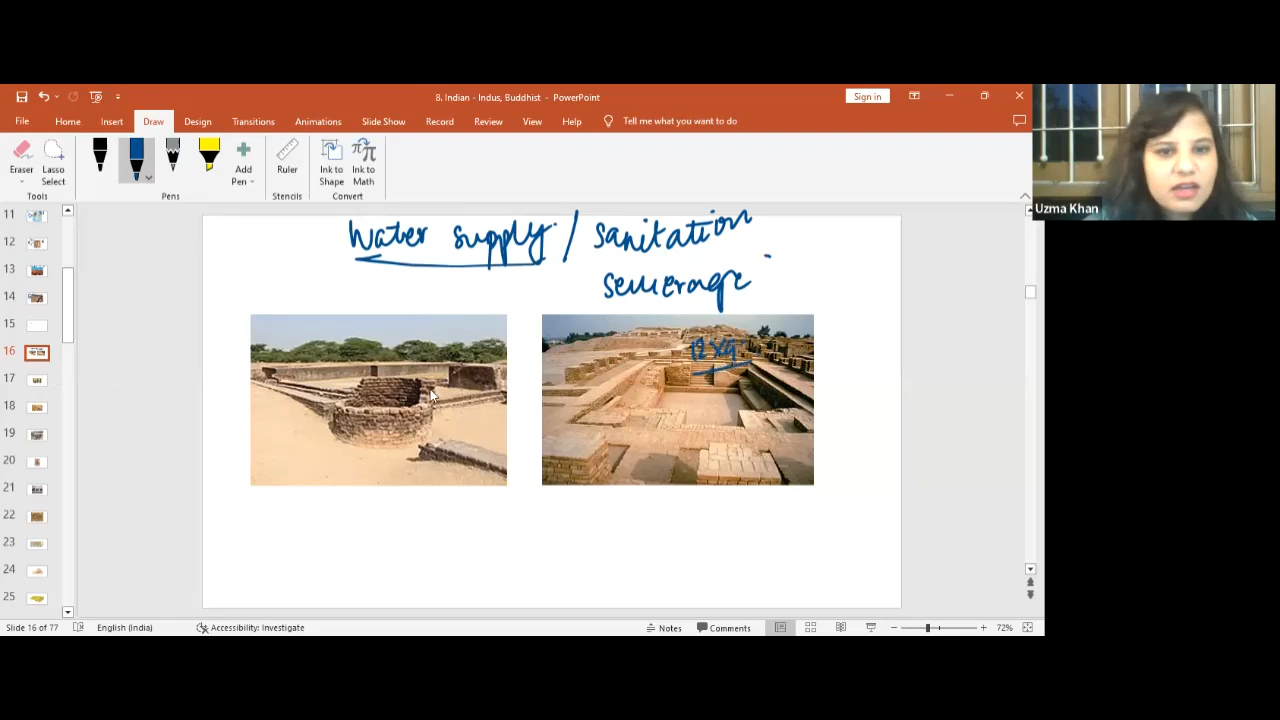 8. Indian - Indus, Buddhist - PowerPoint
Sign in
File Home Insert Draw Design Transitions Animations Slide Show Record Review View Help Tell me what you want to do
Eraser
Lasso Select
Add Pen
Ruler
Ink to Shape
Ink to Math
Tools
Pens
Stencils
Convert
Uzma Khan
11
12
13
14
15
16
17
18
19
20
21
22
23
24
25
Water supply / sanitation
sewerage
12 x 9
Slide 16 of 77 English (India) Accessibility: Investigate Notes Comments 72%